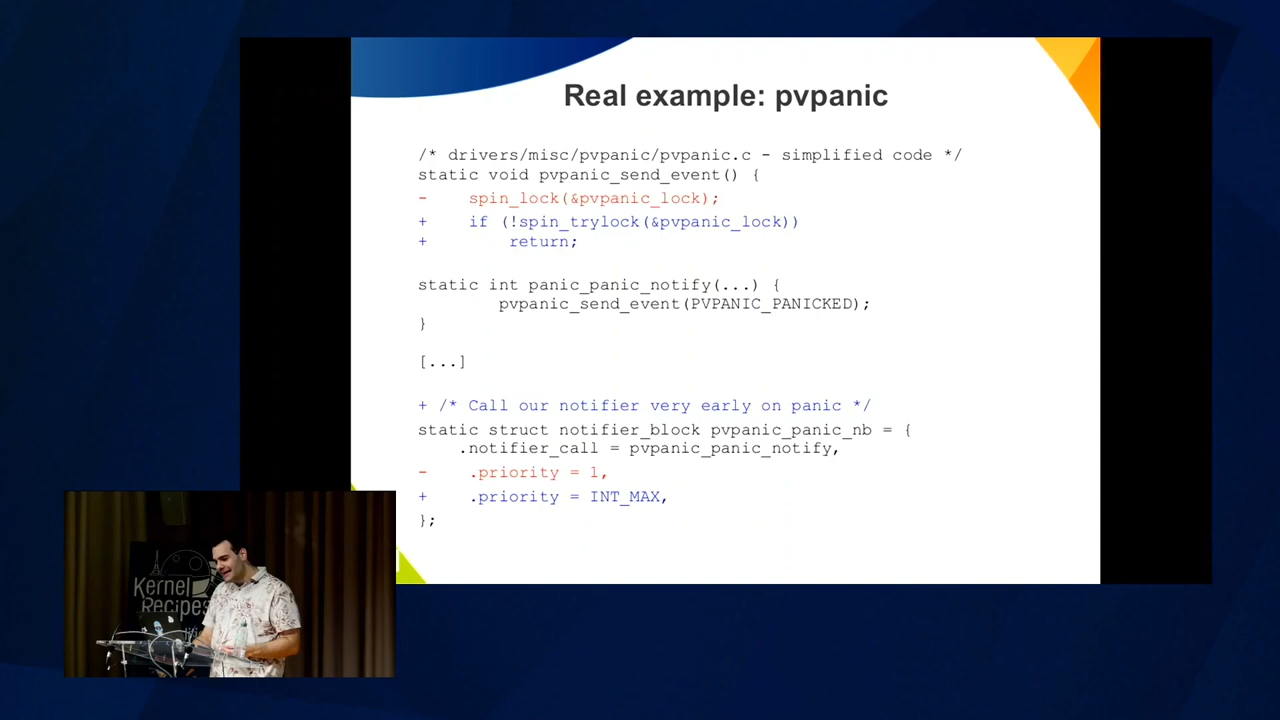 Real example: pvpanic
/* drivers/misc/pvpanic/pvpanic.c - simplified code */
static void pvpanic_send_event() {
-    spin_lock(&pvpanic_lock);
+    if (!spin_trylock(&pvpanic_lock))
+        return;
static int panic_panic_notify(...) {
        pvpanic_send_event(PVPANIC_PANICKED);
}
[...]
+ /* Call our notifier very early on panic */
static struct notifier_block pvpanic_panic_nb = {
    .notifier_call = pvpanic_panic_notify,
-    .priority = 1,
+    .priority = INT_MAX,
};
Kernel
Recipes